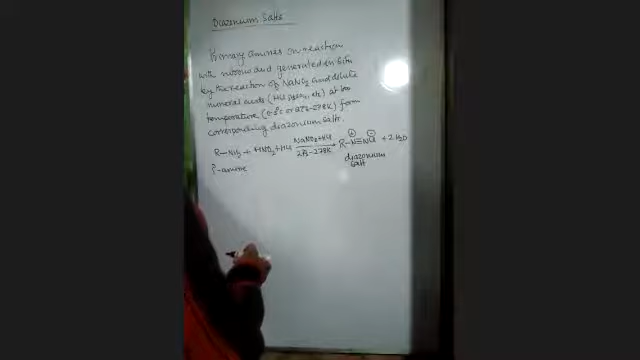 Diazonium Salts
Primary amines on reaction
with nitrous acid generated in situ
by the reaction of NaNO2 and dilute
mineral acids (HCl, H2SO4, etc) at low
temperature (0-5°c or 273-278K) form
corresponding diazonium salts.
R-NH2 + HNO2 + HCl NaNO2+HCl 273-278K → R-N≡NCl + 2H2O
1°-amine diazonium
salt